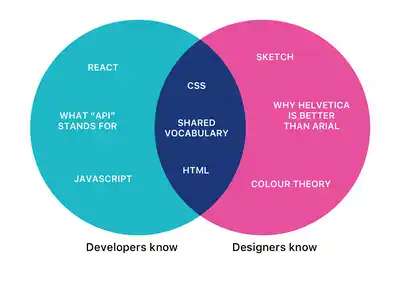 REACT
WHAT “API”
STANDS FOR
JAVASCRIPT
CSS
SHARED
VOCABULARY
HTML
SKETCH
WHY HELVETICA
IS BETTER
THAN ARIAL
COLOUR THEORY
Developers know
Designers know